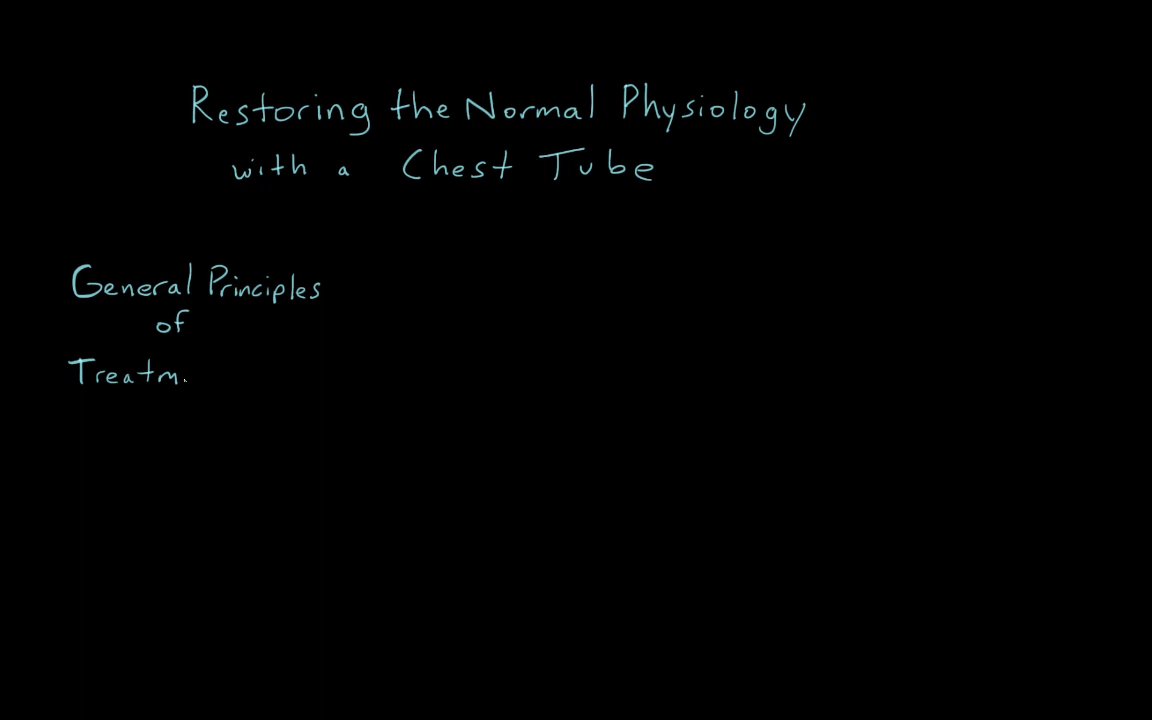 Restoring the Normal Physiology
with a Chest Tube
General Principles
of
Treatm